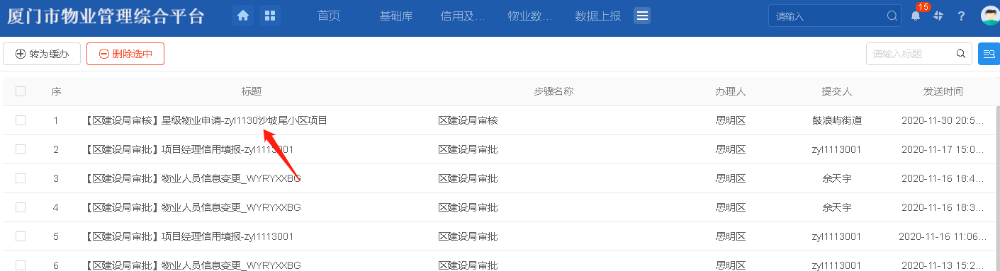 厦门市物业管理综合平台 首页 基础库 信用及... 物业数... 数据上报 请输入 15 ?
转为缓办 删除选中 请输入标题
序 标题 步骤名称 办理人 提交人 发送时间
1 【区建设局审核】星级物业申请-zyl1130沙坡尾小区项目 区建设局审核 思明区 鼓浪屿街道 2020-11-30 20:5...
2 【区建设局审批】项目经理信用填报-zyl1113001 区建设局审批 思明区 zyl1113001 2020-11-17 15:0...
3 【区建设局审批】物业人员信息变更_WYRYXXBG 区建设局审批 思明区 余天宇 2020-11-16 18:4...
4 【区建设局审批】物业人员信息变更_WYRYXXBG 区建设局审批 思明区 余天宇 2020-11-16 18:3...
5 【区建设局审批】项目经理信用填报-zyl1113001 区建设局审批 思明区 zyl1113001 2020-11-16 11:06...
6 【区建设局审批】物业人员信息变更_WYRYXXBG 区建设局审批 思明区 zyl1113001 2020-11-13 15:2...